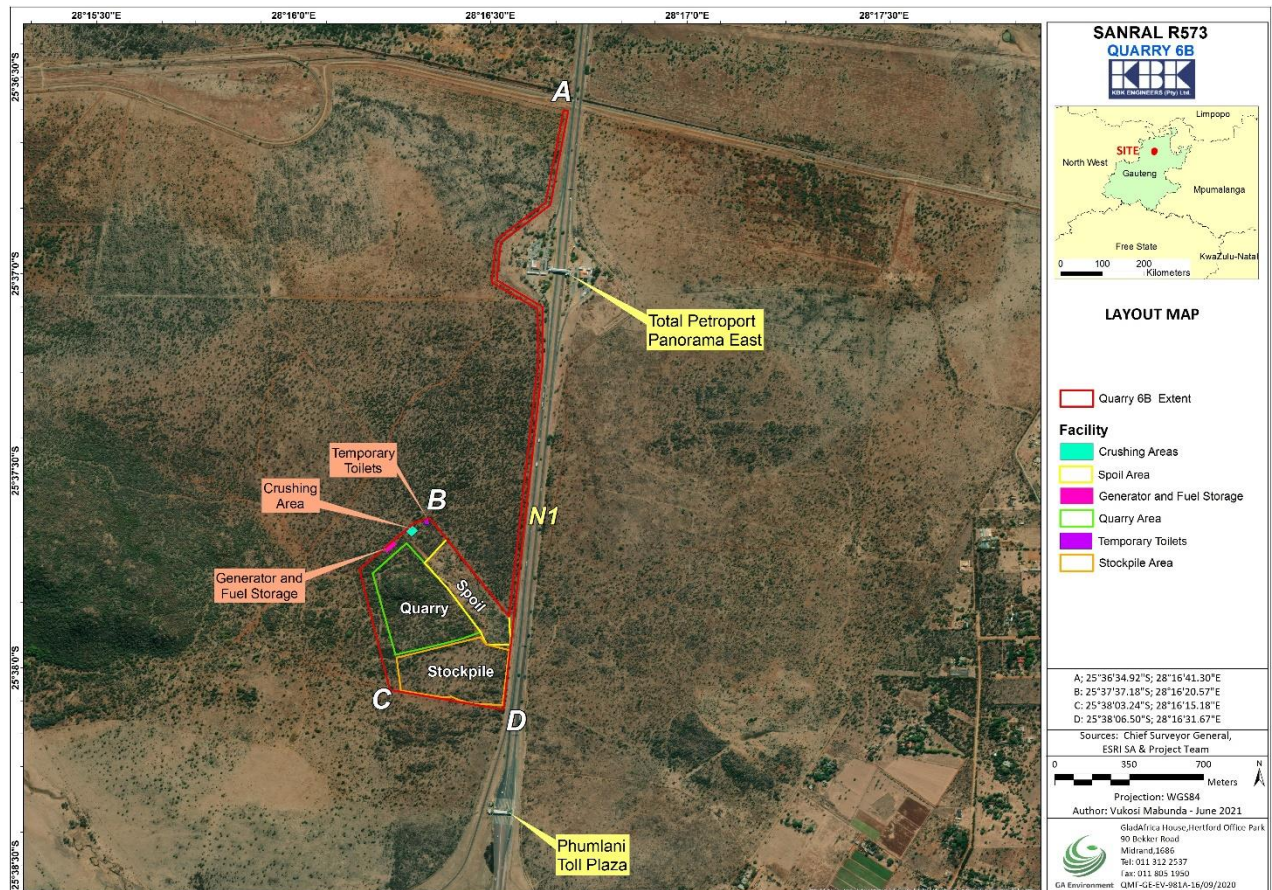 28°15'30"E
28°16'0"E
28°16'30"E
28°17'0"E
28°17'30"E
25°36'30"S
25°37'0"S
25°37'30"S
25°38'0"S
25°38'30"S
A
Total Petroport
Panorama East
Temporary
Toilets
Crushing
Area
B
N1
Generator and
Fuel Storage
Quarry
Spoil
Stockpile
C
D
Phumlani
Toll Plaza
SANRAL R573
QUARRY 6B
KBK
KBK ENGINEERS (Pty) Ltd.
Limpopo
SITE
North West
Gauteng
Mpumalanga
Free State
KwaZulu-Natal
0 100 200
Kilometers
LAYOUT MAP
Quarry 6B Extent
Facility
Crushing Areas
Spoil Area
Generator and Fuel Storage
Quarry Area
Temporary Toilets
Stockpile Area
A; 25°36'34.92"S; 28°16'41.30"E
B: 25°37'37.18"S; 28°16'20.57"E
C: 25°38'03.24"S; 28°16'15.18"E
D: 25°38'06.50"S; 28°16'31.67"E
Sources: Chief Surveyor General,
ESRI SA & Project Team
0 350 700
Meters
N
Projection: WGS84
Author: Vukosi Mabunda - June 2021
GladAfrica House,Hertford Office Park
90 Bekker Road
Midrand,1686
Tel: 011 312 2537
Fax: 011 805 1950
GA Environment QMF-GE-EV-981A-16/09/2020